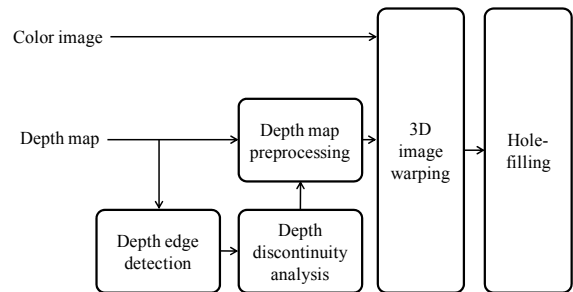 Color image
Depth map
Depth map
preprocessing
3D
image
warping
Hole-
filling
Depth edge
detection
Depth
discontinuity
analysis